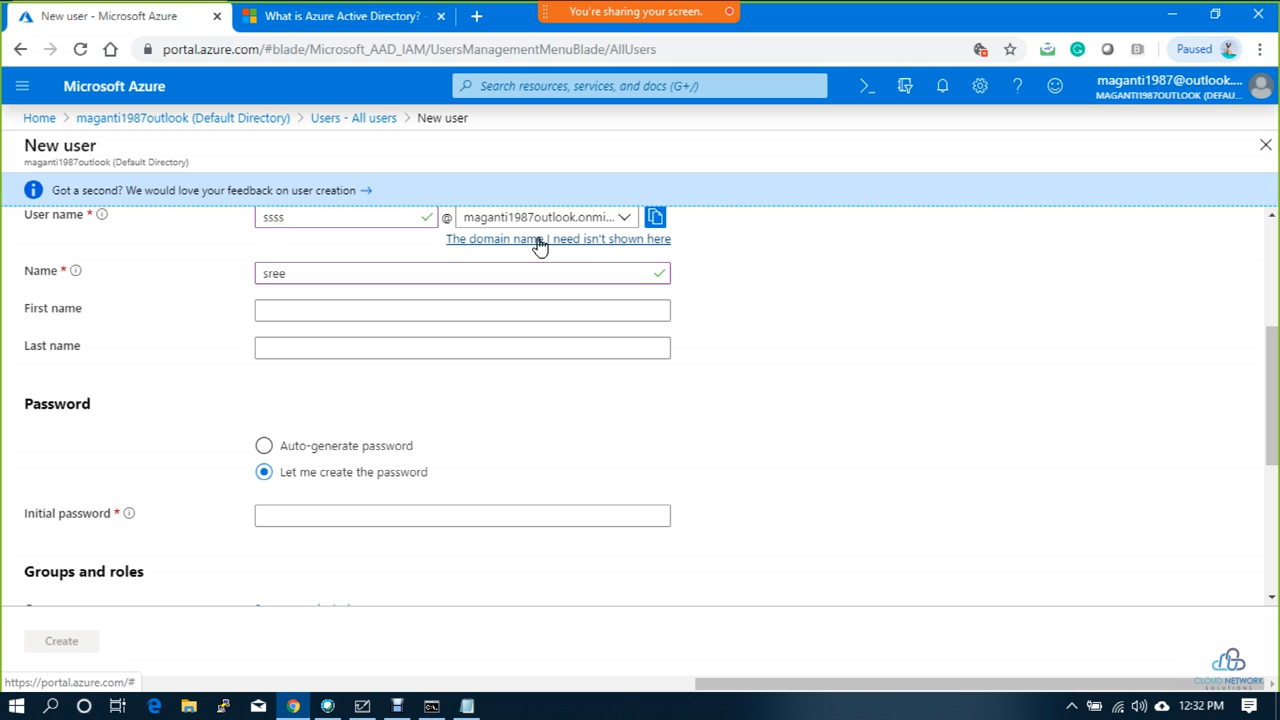 New user - Microsoft Azure
What is Azure Active Directory?
You're sharing your screen.
portal.azure.com/#blade/Microsoft_AAD_IAM/UsersManagementMenuBlade/AllUsers
Paused
Microsoft Azure
Search resources, services, and docs (G+/)
maganti1987@outlook....
MAGANTI1987OUTLOOK (DEFAU...
Home > maganti1987outlook (Default Directory) > Users - All users > New user
New user
maganti1987outlook (Default Directory)
Got a second? We would love your feedback on user creation →
User name * ssss @ maganti1987outlook.onmi...
The domain name I need isn't shown here
Name * sree
First name
Last name
Password
Auto-generate password
Let me create the password
Initial password *
Groups and roles
Create
https://portal.azure.com/#
CLOUD NETWORK
SOLUTIONS
12:32 PM